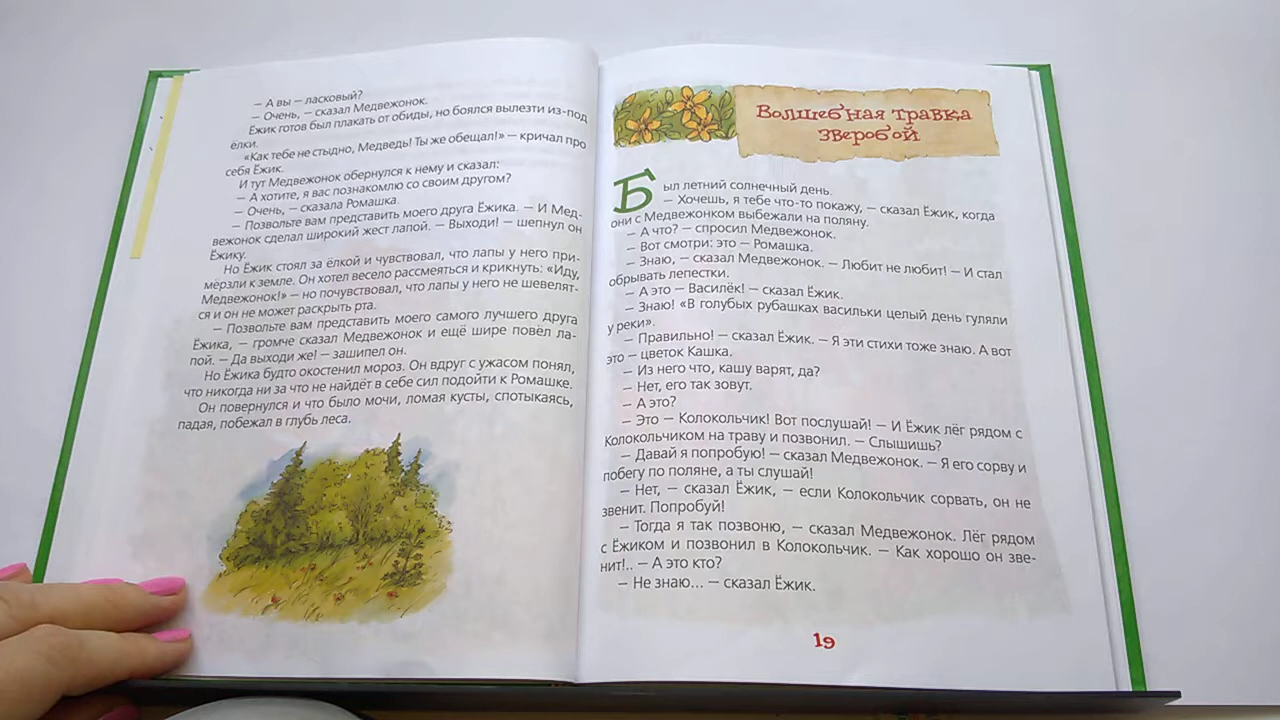 — А вы — ласковый?
— Очень, — сказал Медвежонок.
Ёжик готов был плакать от обиды, но боялся вылезти из-под
ёлки.
«Как тебе не стыдно, Медведь! Ты же обещал!» — кричал про
себя Ёжик.
И тут Медвежонок обернулся к нему и сказал:
— А хотите, я вас познакомлю со своим другом?
— Очень, — сказала Ромашка.
— Позвольте вам представить моего друга Ёжика. — И Мед-
вежонок сделал широкий жест лапой. — Выходи! — шепнул он
Ёжику.
Но Ёжик стоял за ёлкой и чувствовал, что лапы у него при-
мёрзли к земле. Он хотел весело рассмеяться и крикнуть: «Иду,
Медвежонок!» — но почувствовал, что лапы у него не шевелят-
ся и он не может раскрыть рта.
— Позвольте вам представить моего самого лучшего друга
Ёжика, — громче сказал Медвежонок и ещё шире повёл ла-
пой. — Да выходи же! — зашипел он.
Но Ёжика будто окостенил мороз. Он вдруг с ужасом понял,
что никогда ни за что не найдёт в себе сил подойти к Ромашке.
Он повернулся и что было мочи, ломая кусты, спотыкаясь,
падая, побежал в глубь леса.
Волшебная травка
зверобой
Был летний солнечный день.
— Хочешь, я тебе что-то покажу, — сказал Ёжик, когда
они с Медвежонком выбежали на поляну.
— А что? — спросил Медвежонок.
— Вот смотри: это — Ромашка.
— Знаю, — сказал Медвежонок. — Любит не любит! — И стал
обрывать лепестки.
— А это — Василёк! — сказал Ёжик.
— Знаю! «В голубых рубашках васильки целый день гуляли
у реки».
— Правильно! — сказал Ёжик. — Я эти стихи тоже знаю. А вот
это — цветок Кашка.
— Из него что, кашу варят, да?
— Нет, его так зовут.
— А это?
— Это — Колокольчик! Вот послушай! — И Ёжик лёг рядом с
Колокольчиком на траву и позвонил. — Слышишь?
— Давай я попробую! — сказал Медвежонок. — Я его сорву и
побегу по поляне, а ты слушай!
— Нет, — сказал Ёжик, — если Колокольчик сорвать, он не
звенит. Попробуй!
— Тогда я так позвоню, — сказал Медвежонок. Лёг рядом
с Ёжиком и позвонил в Колокольчик. — Как хорошо он зве-
нит!.. — А это кто?
— Не знаю... — сказал Ёжик.
19